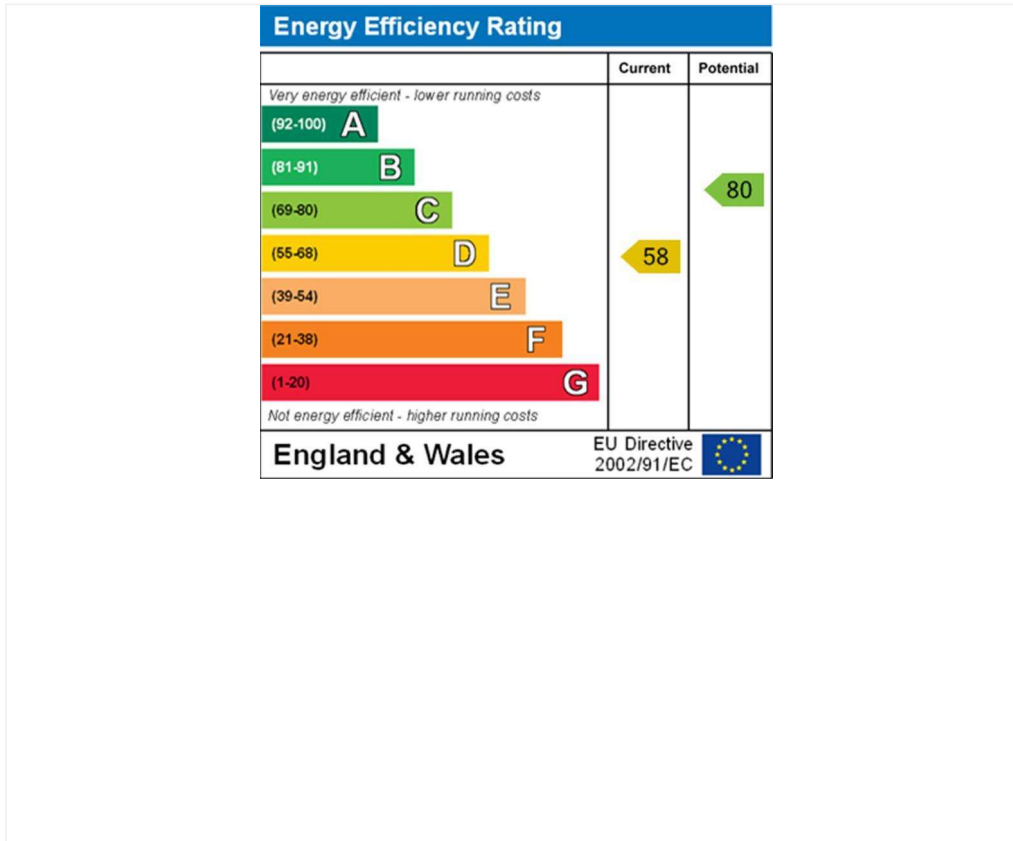 Energy Efficiency Rating
Current Potential
Very energy efficient - lower running costs
(92-100) A
(81-91) B
80
(69-80) C
(55-68) D 58
(39-54) E
(21-38) F
(1-20) G
Not energy efficient - higher running costs
England & Wales
EU Directive
2002/91/EC